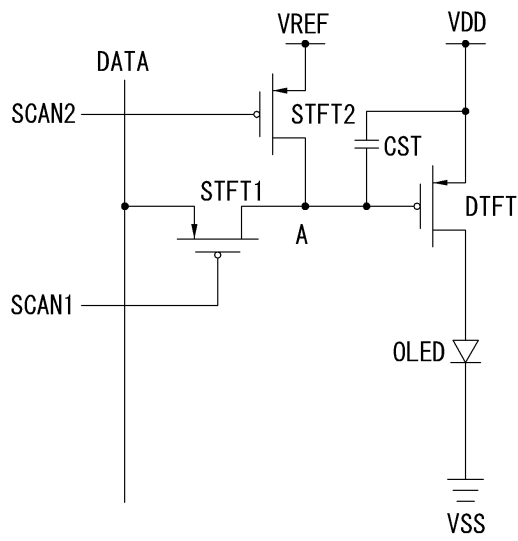 VREF
VDD
DATA
SCAN2
STFT2
CST
STFT1
DTFT
A
SCAN1
OLED
VSS